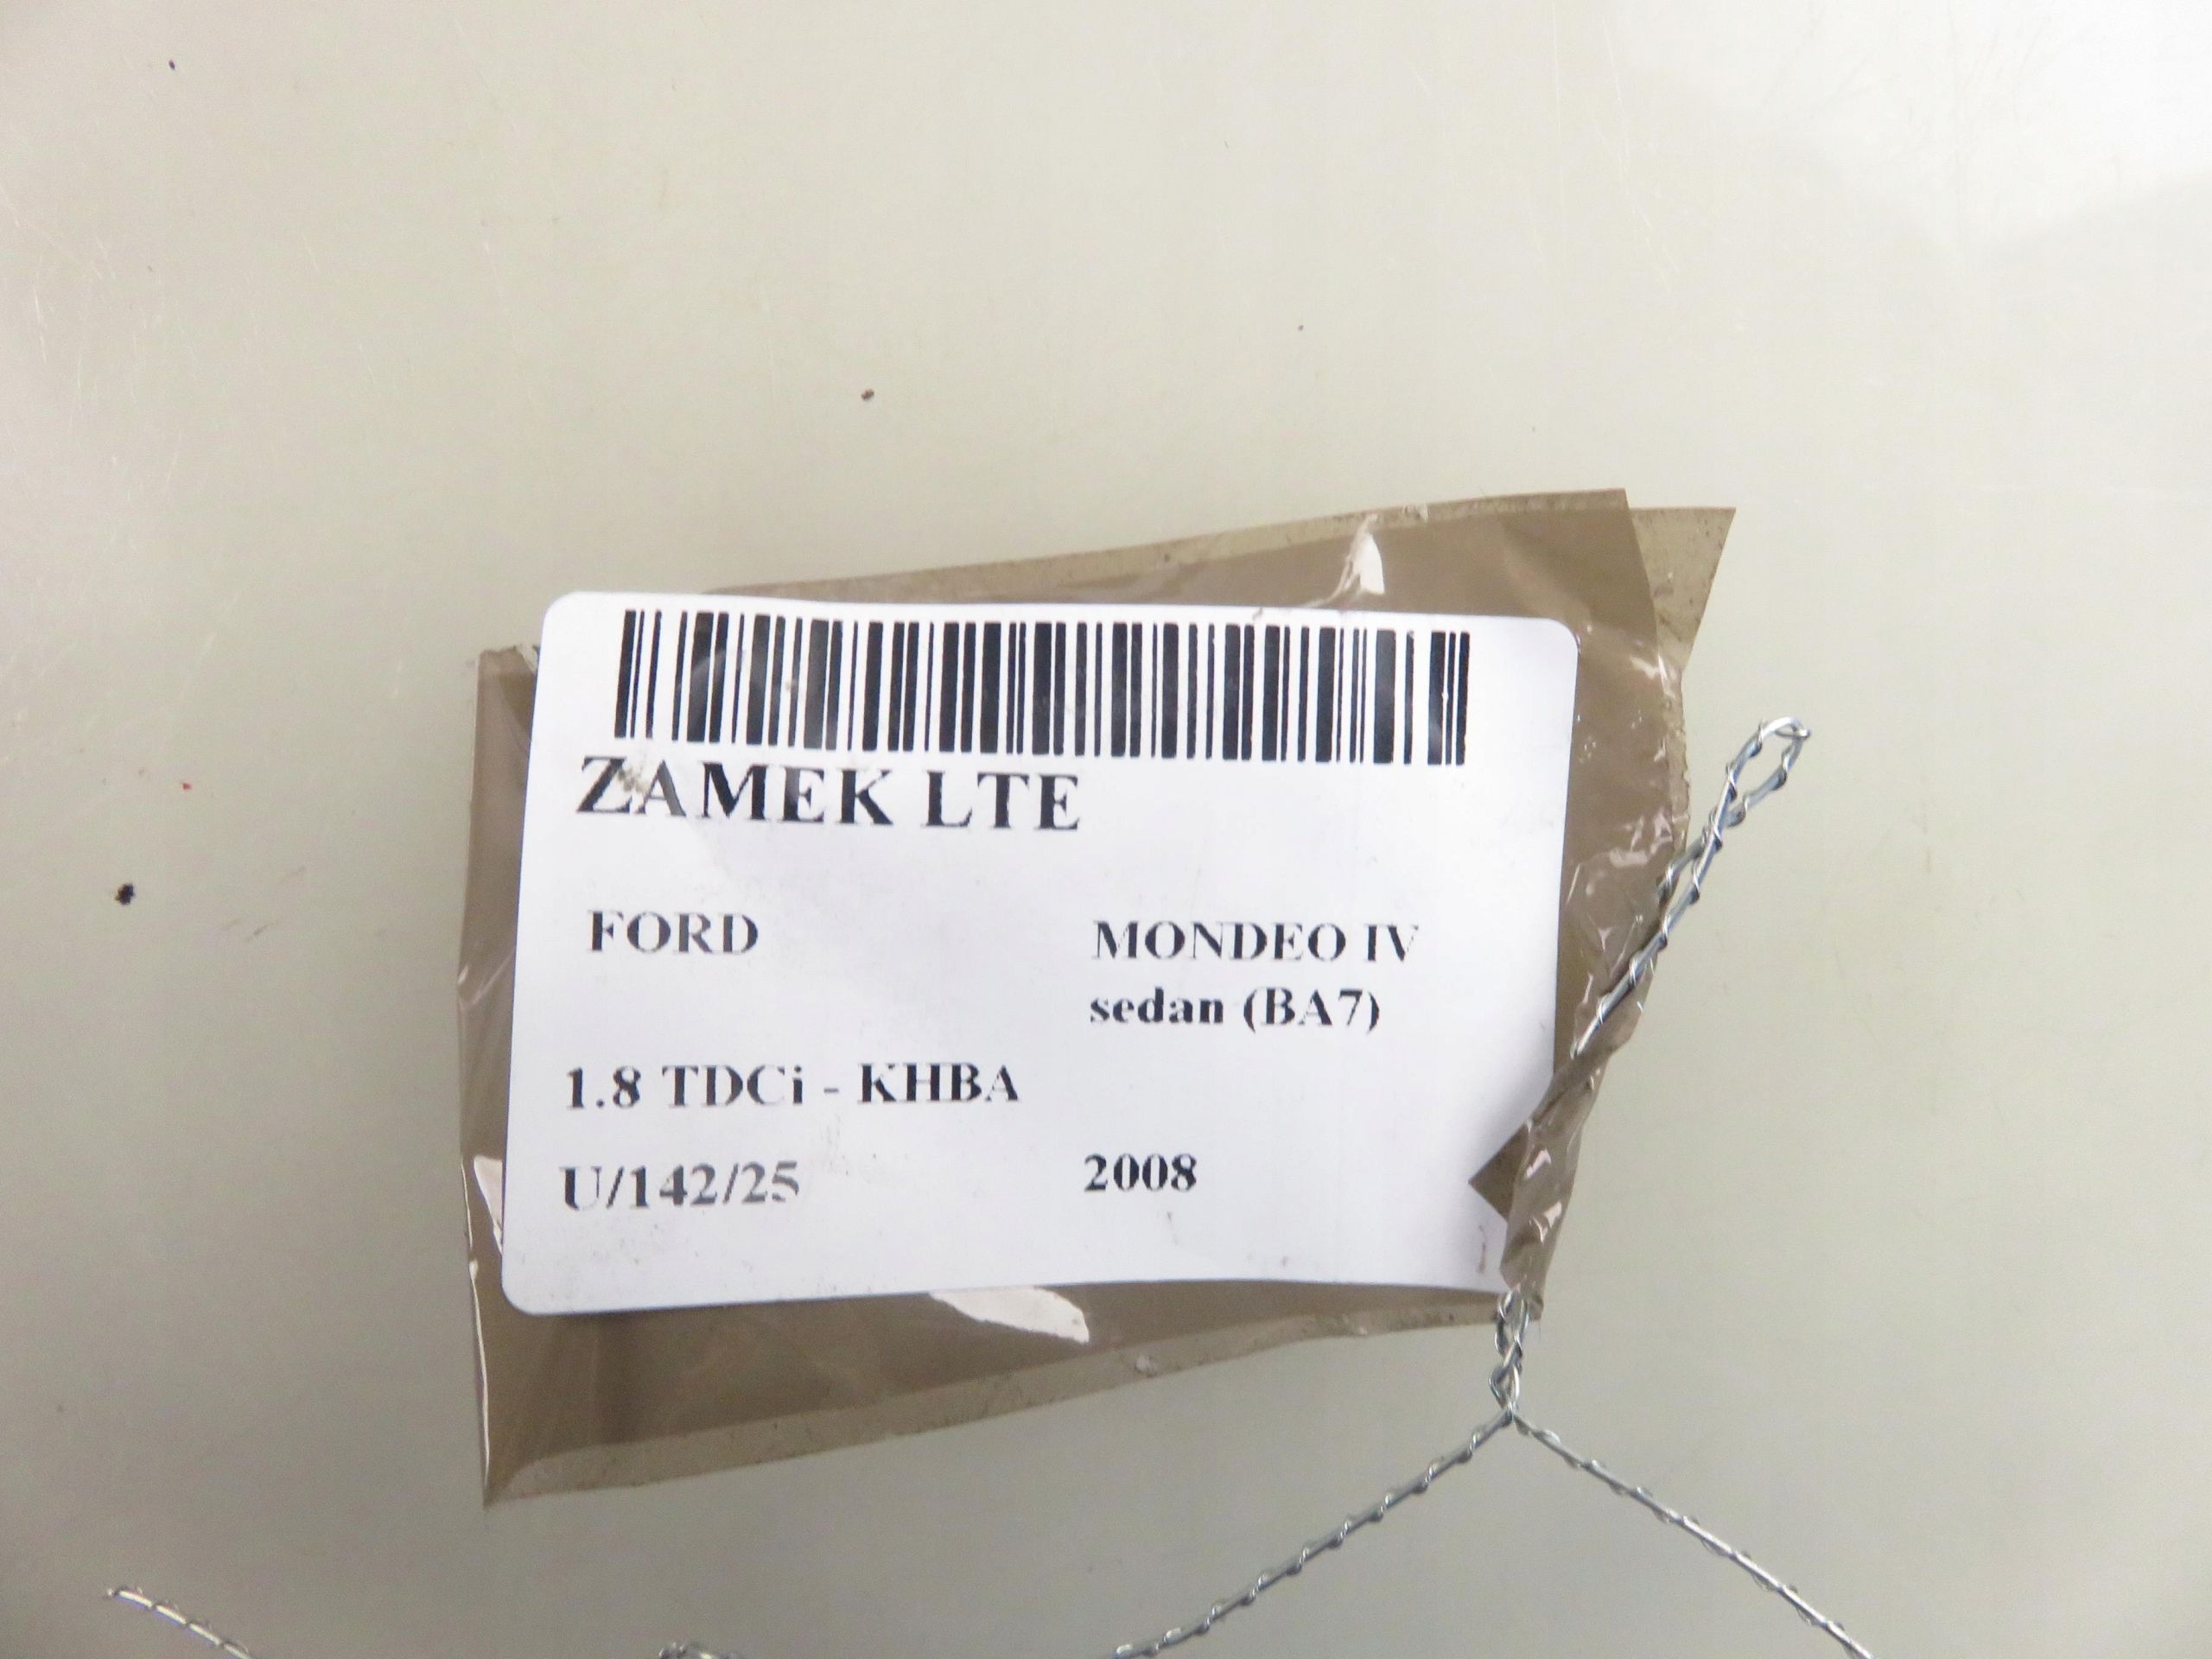 ZAMEK LTE
FORD
MONDEO IV
sedan (BA7)
1.8 TDCi - KHBA
U/142/25
2008